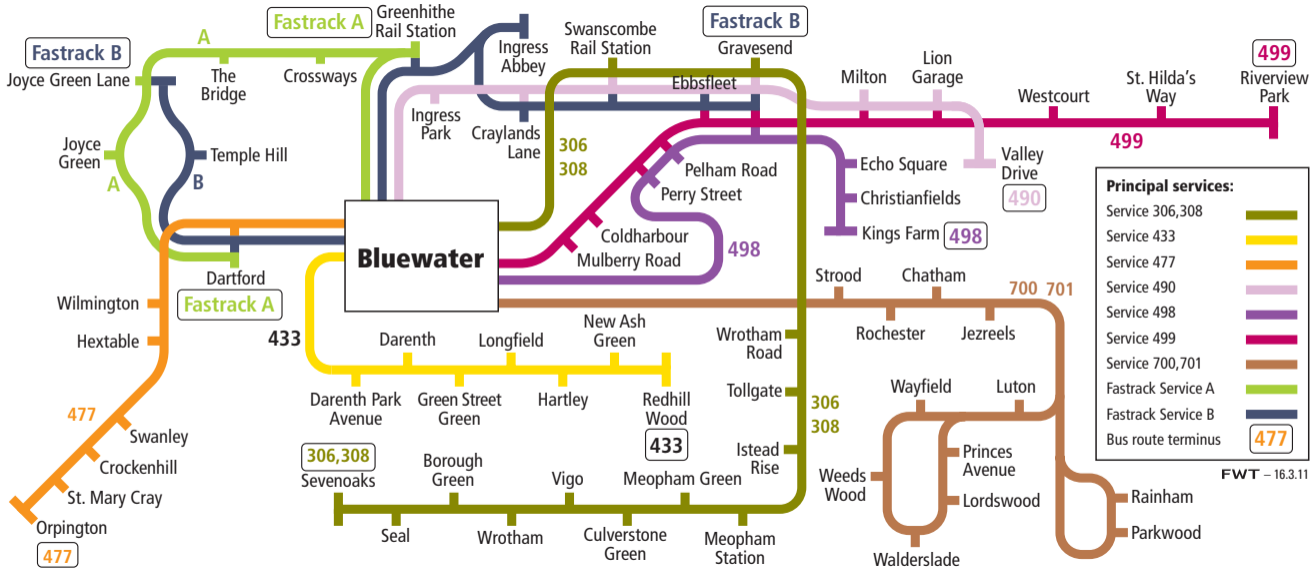 Fastrack B
Joyce Green Lane
A
The
Bridge
Crossways
Fastrack A
Greenhithe
Rail Station
Ingress
Abbey
Swanscombe
Rail Station
Fastrack B
Gravesend
Ebbsfleet
Milton
Lion
Garage
Westcourt
St. Hilda's
Way
499
Riverview
Park
499
Joyce
Green
A
Temple Hill
B
Ingress
Park
Craylands
Lane
306
308
Pelham Road
Perry Street
Coldharbour
Mulberry Road
498
Echo Square
Christianfields
Kings Farm
498
Valley
Drive
490
Bluewater
Dartford
Fastrack A
Wilmington
Hextable
477
Swanley
Crockenhill
St. Mary Cray
Orpington
477
433
Darenth
Longfield
New Ash
Green
Darenth Park
Avenue
Green Street
Green
Hartley
Redhill
Wood
433
Strood
Chatham
700 701
Rochester
Jezreels
Wrotham
Road
Tollgate
306
308
Istead
Rise
306,308
Sevenoaks
Borough
Green
Vigo
Meopham Green
Seal
Wrotham
Culverstone
Green
Meopham
Station
Wayfield
Luton
Weeds
Wood
Princes
Avenue
Lordswood
Walderslade
Rainham
Parkwood
Principal services:
Service 306,308
Service 433
Service 477
Service 490
Service 498
Service 499
Service 700,701
Fastrack Service A
Fastrack Service B
Bus route terminus 477
FWT – 16.3.11